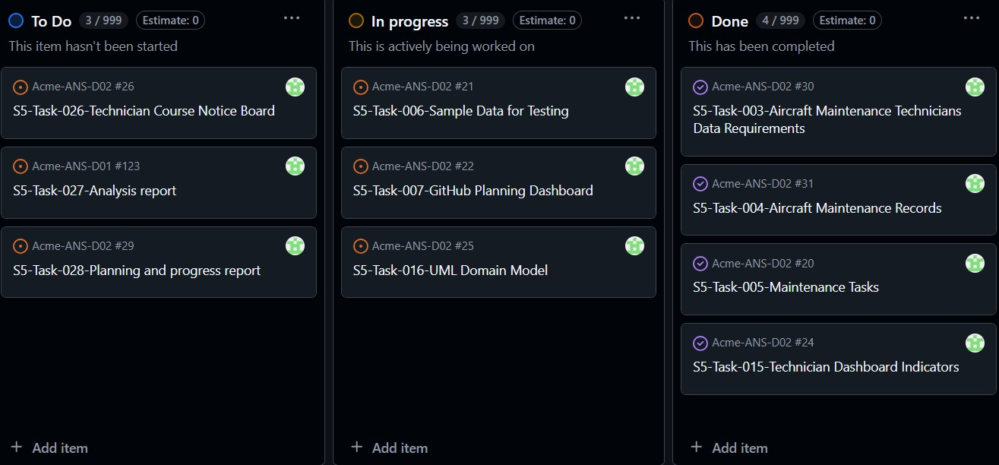 To Do 3 / 999 Estimate: 0
This item hasn't been started
Acme-ANS-D02 #26
S5-Task-026-Technician Course Notice Board
Acme-ANS-D01 #123
S5-Task-027-Analysis report
Acme-ANS-D02 #29
S5-Task-028-Planning and progress report
+ Add item
In progress 3 / 999 Estimate: 0
This is actively being worked on
Acme-ANS-D02 #21
S5-Task-006-Sample Data for Testing
Acme-ANS-D02 #22
S5-Task-007-GitHub Planning Dashboard
Acme-ANS-D02 #25
S5-Task-016-UML Domain Model
+ Add item
Done 4 / 999 Estimate: 0
This has been completed
Acme-ANS-D02 #30
S5-Task-003-Aircraft Maintenance Technicians
Data Requirements
Acme-ANS-D02 #31
S5-Task-004-Aircraft Maintenance Records
Acme-ANS-D02 #20
S5-Task-005-Maintenance Tasks
Acme-ANS-D02 #24
S5-Task-015-Technician Dashboard Indicators
+ Add item